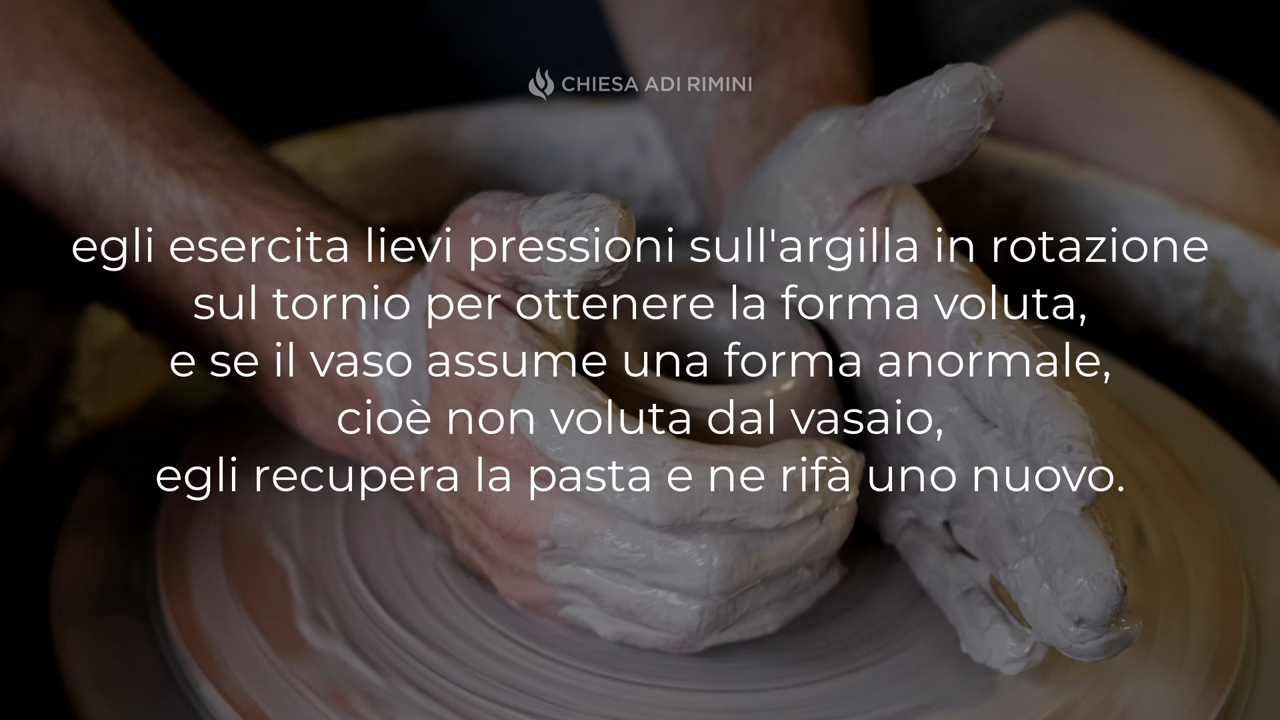 CHIESA ADI RIMINI
egli esercita lievi pressioni sull'argilla in rotazione
sul tornio per ottenere la forma voluta,
e se il vaso assume una forma anormale,
cioè non voluta dal vasaio,
egli recupera la pasta e ne rifà uno nuovo.